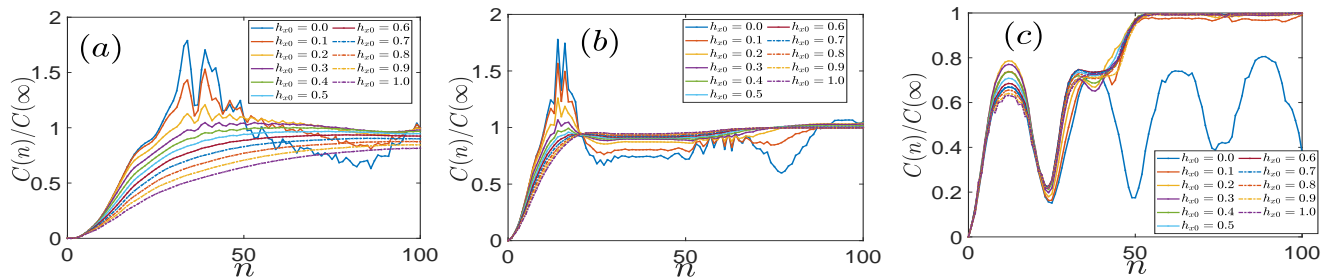 (a)
C(n)/C(∞)
2
1.5
1
0.5
0
0 50 100
n
h_{x0} = 0.0 h_{x0} = 0.6
h_{x0} = 0.1 h_{x0} = 0.7
h_{x0} = 0.2 h_{x0} = 0.8
h_{x0} = 0.3 h_{x0} = 0.9
h_{x0} = 0.4 h_{x0} = 1.0
h_{x0} = 0.5
(b)
C(n)/C(∞)
2
1.5
1
0.5
0
0 50 100
n
h_{x0} = 0.0 h_{x0} = 0.6
h_{x0} = 0.1 h_{x0} = 0.7
h_{x0} = 0.2 h_{x0} = 0.8
h_{x0} = 0.3 h_{x0} = 0.9
h_{x0} = 0.4 h_{x0} = 1.0
h_{x0} = 0.5
(c)
C(n)/C(∞)
1
0.8
0.6
0.4
0.2
0
0 50 100
n
h_{x0} = 0.0 h_{x0} = 0.6
h_{x0} = 0.1 h_{x0} = 0.7
h_{x0} = 0.2 h_{x0} = 0.8
h_{x0} = 0.3 h_{x0} = 0.9
h_{x0} = 0.4 h_{x0} = 1.0
h_{x0} = 0.5